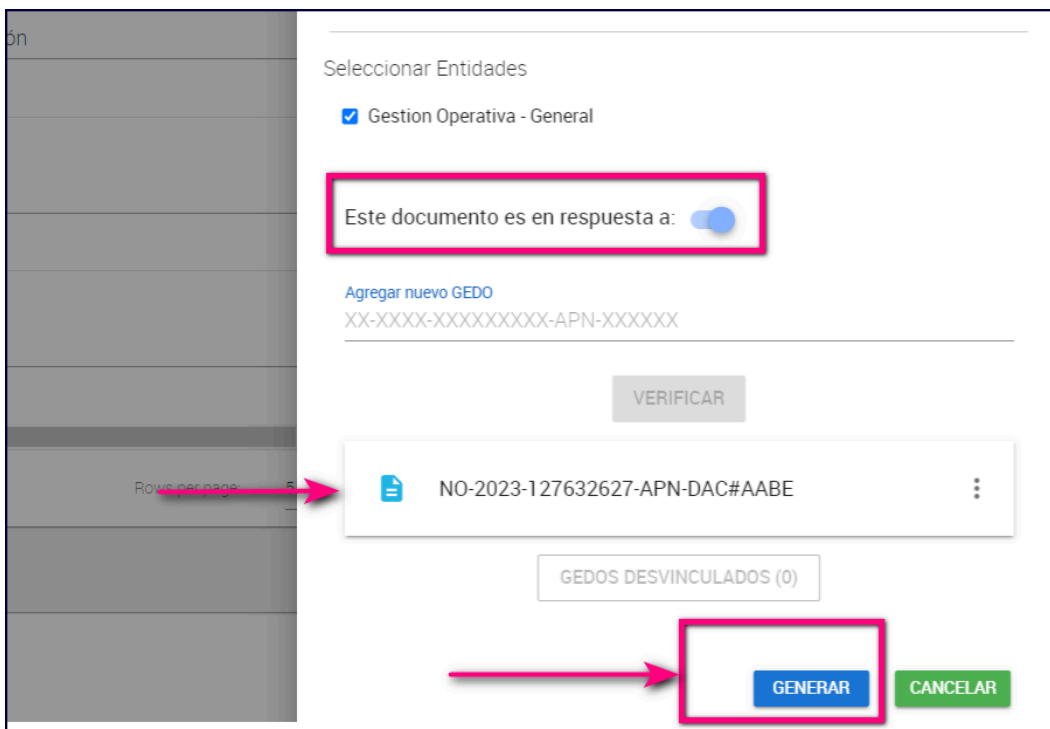 ón
Seleccionar Entidades
Gestion Operativa - General
Este documento es en respuesta a:
Agregar nuevo GEDO
XX-XXXX-XXXXXXXXX-APN-XXXXXX
VERIFICAR
Rows per page: 5
NO-2023-127632627-APN-DAC#AABE
GEDOS DESVINCULADOS (0)
GENERAR
CANCELAR